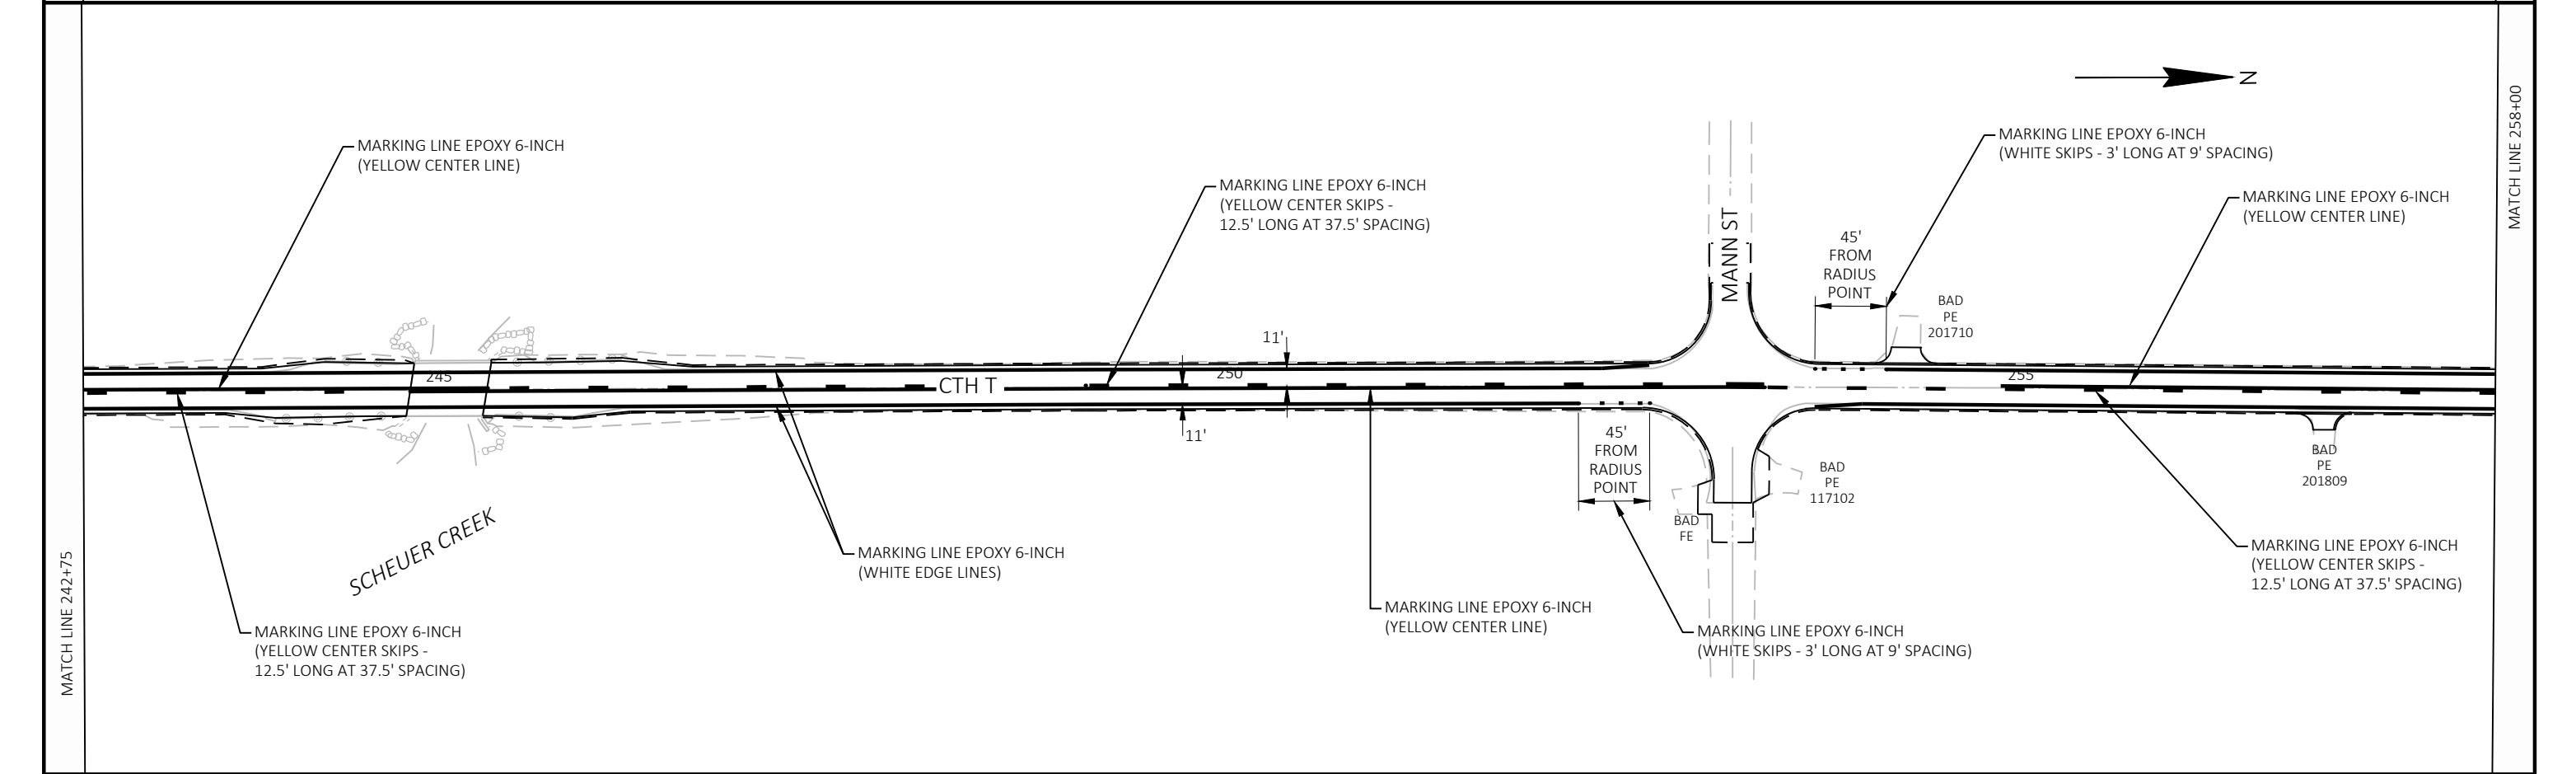 N
MATCH LINE 258+00
MARKING LINE EPOXY 6-INCH
(YELLOW CENTER LINE)
MARKING LINE EPOXY 6-INCH
(YELLOW CENTER SKIPS -
12.5' LONG AT 37.5' SPACING)
MANN ST
MARKING LINE EPOXY 6-INCH
(WHITE SKIPS - 3' LONG AT 9' SPACING)
MARKING LINE EPOXY 6-INCH
(YELLOW CENTER LINE)
45'
FROM
RADIUS
POINT
BAD
PE
201710
11'
245
CTH T
250
255
11'
45'
FROM
RADIUS
POINT
BAD
PE
117102
BAD
FE
BAD
PE
201809
SCHEUER CREEK
MATCH LINE 242+75
MARKING LINE EPOXY 6-INCH
(YELLOW CENTER SKIPS -
12.5' LONG AT 37.5' SPACING)
MARKING LINE EPOXY 6-INCH
(WHITE EDGE LINES)
MARKING LINE EPOXY 6-INCH
(YELLOW CENTER LINE)
MARKING LINE EPOXY 6-INCH
(WHITE SKIPS - 3' LONG AT 9' SPACING)
MARKING LINE EPOXY 6-INCH
(YELLOW CENTER SKIPS -
12.5' LONG AT 37.5' SPACING)